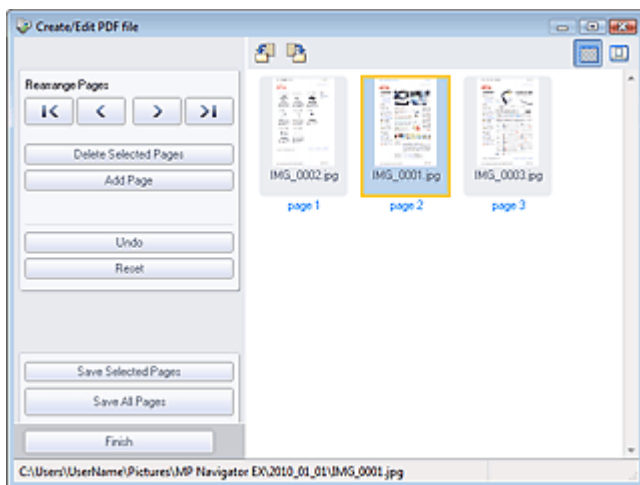 Create/Edit PDF file
Rearrange Pages
Delete Selected Pages
Add Page
Undo
Reset
Save Selected Pages
Save All Pages
Finish
IMG_0002.jpg
IMG_0001.jpg
IMG_0003.jpg
page 1
page 2
page 3
C:\Users\UserName\Pictures\MP Navigator EX\2010_01_01\IMG_0001.jpg